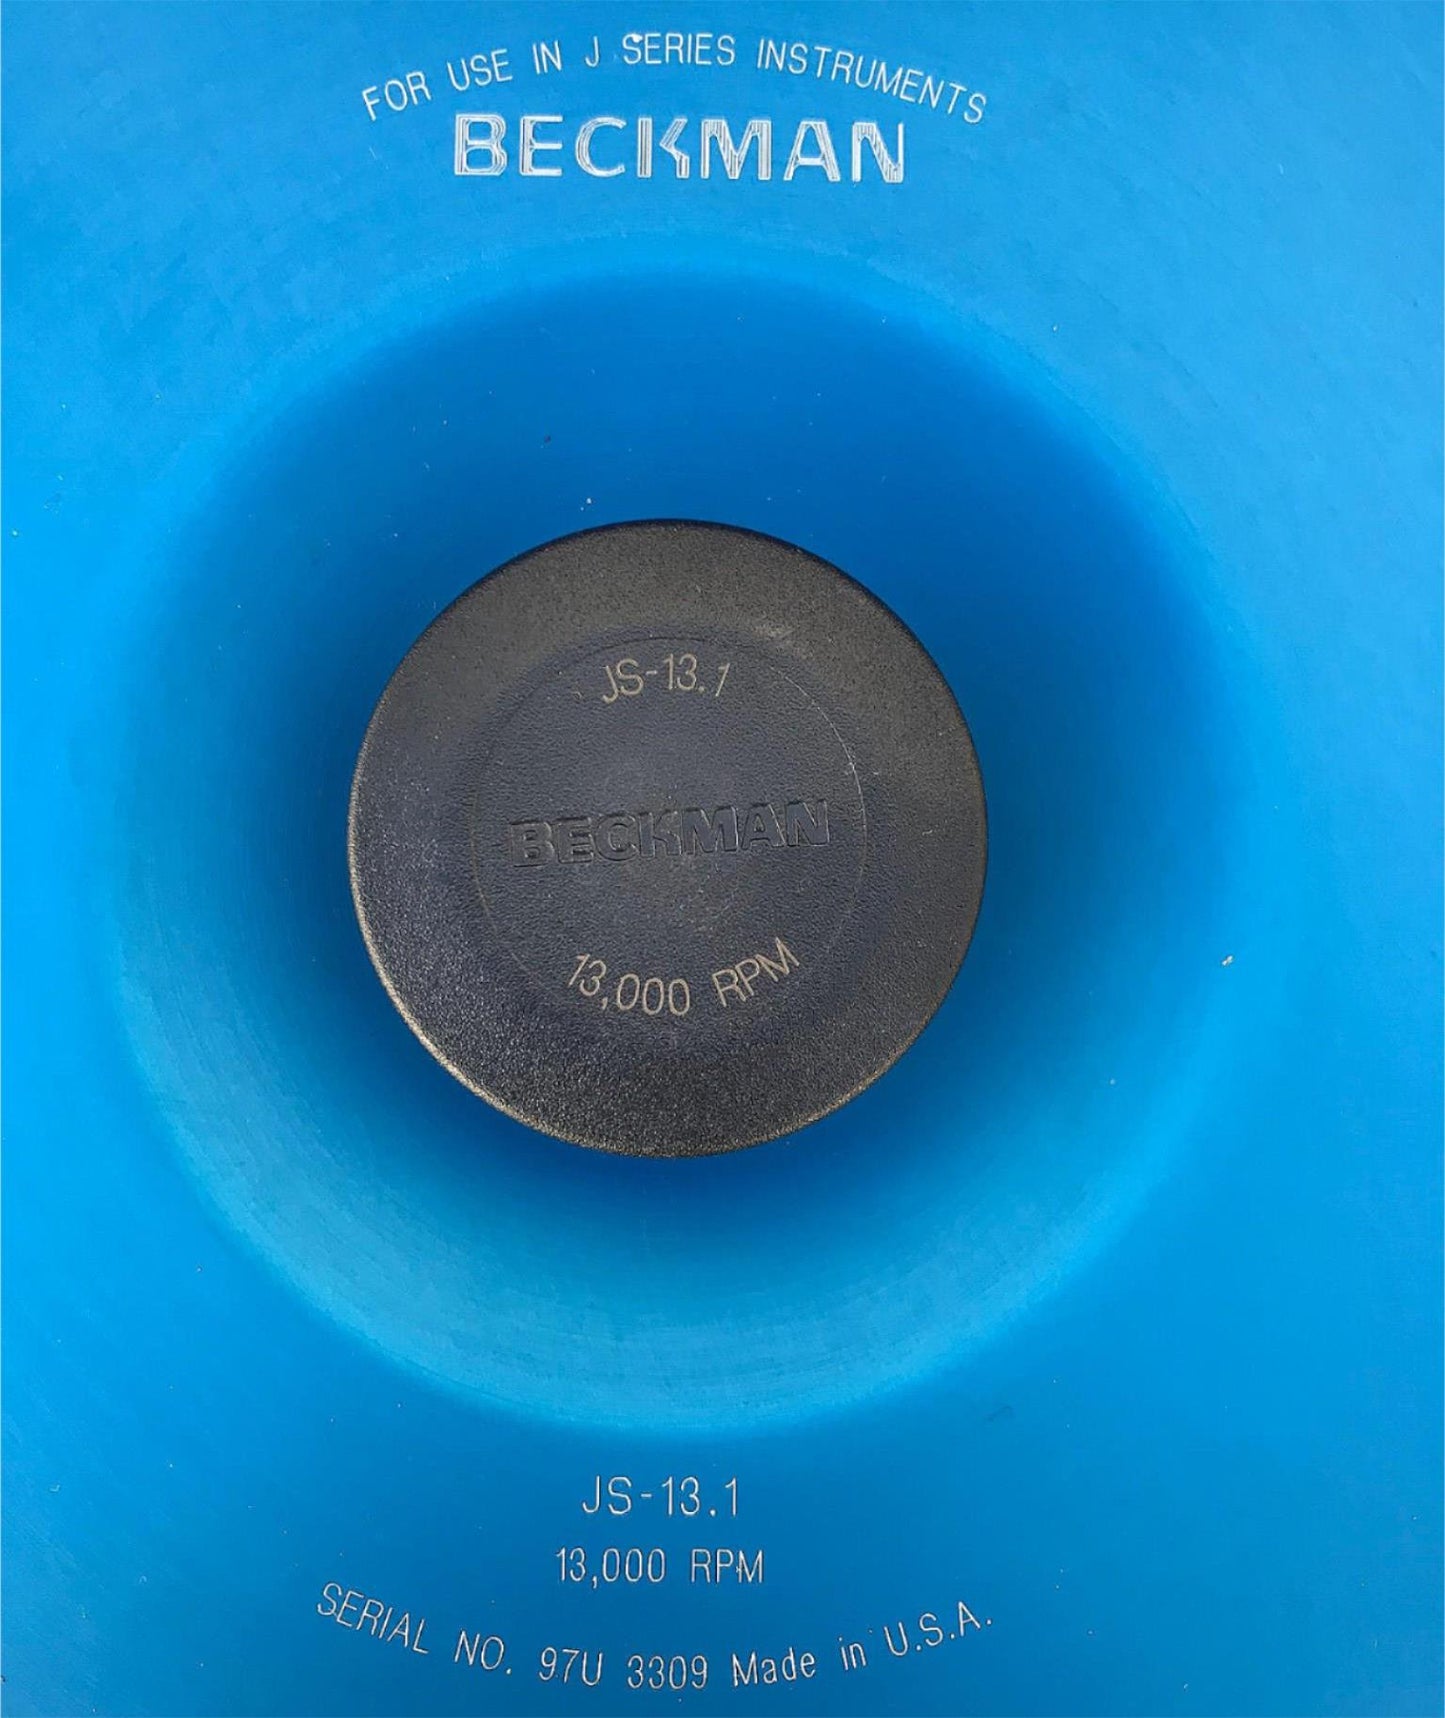 FOR USE IN J SERIES INSTRUMENTS
BECKMAN
JS-13.1
BECKMAN
13,000 RPM
JS-13.1
13,000 RPM
SERIAL NO. 97U 3309 Made in U.S.A.